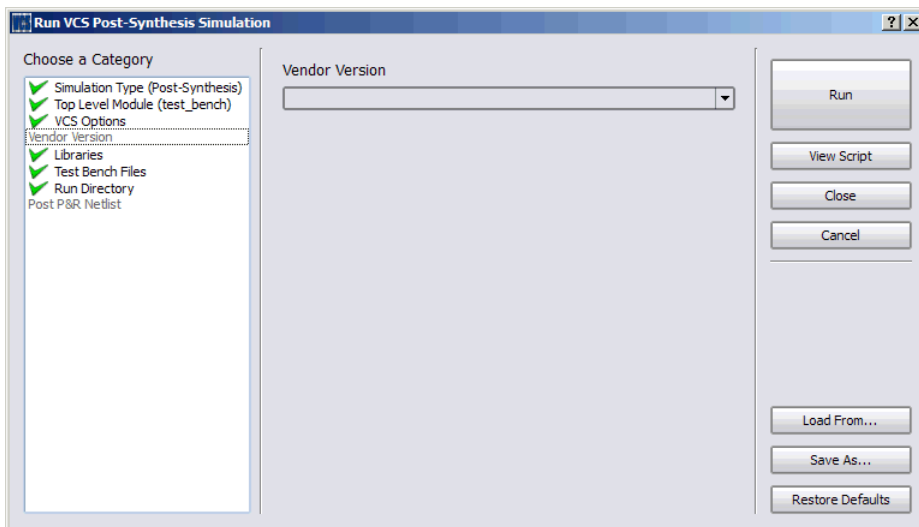 Run VCS Post-Synthesis Simulation
Choose a Category
Simulation Type (Post-Synthesis)
Top Level Module (test_bench)
VCS Options
Vendor Version
Libraries
Test Bench Files
Run Directory
Post P&R Netlist
Vendor Version
Run
View Script
Close
Cancel
Load From...
Save As...
Restore Defaults